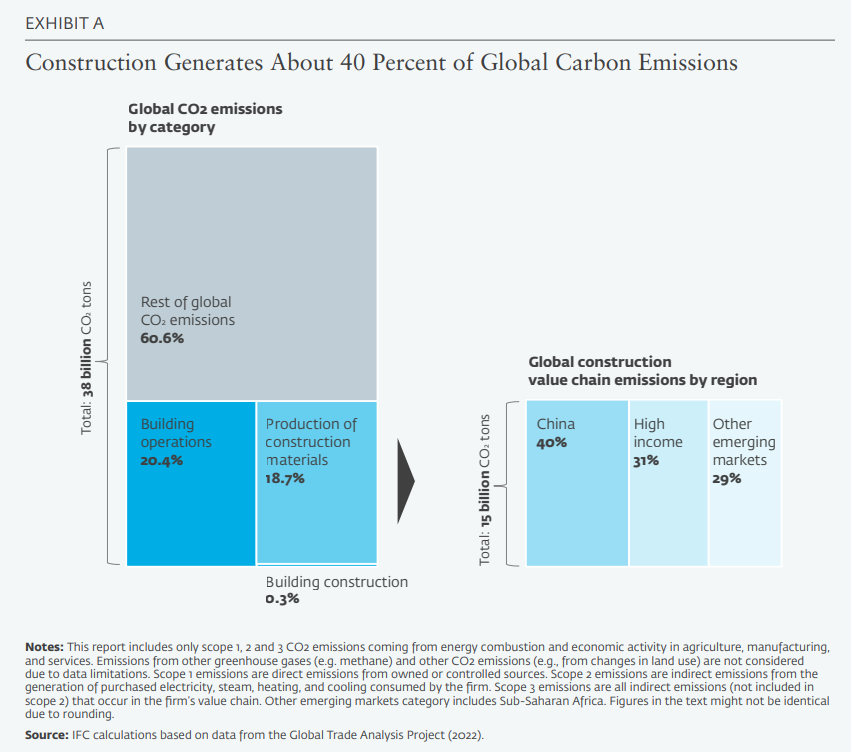 EXHIBIT A
Construction Generates About 40 Percent of Global Carbon Emissions
Global CO2 emissions
by category
Total: 38 billion CO₂ tons
Rest of global
CO₂ emissions
60.6%
Building
operations
20.4%
Production of
construction
materials
18.7%
Building construction
0.3%
Global construction
value chain emissions by region
Total: 15 billion CO₂ tons
China
40%
High
income
31%
Other
emerging
markets
29%
Notes: This report includes only scope 1, 2 and 3 CO2 emissions coming from energy combustion and economic activity in agriculture, manufacturing,
and services. Emissions from other greenhouse gases (e.g. methane) and other CO2 emissions (e.g., from changes in land use) are not considered
due to data limitations. Scope 1 emissions are direct emissions from owned or controlled sources. Scope 2 emissions are indirect emissions from the
generation of purchased electricity, steam, heating, and cooling consumed by the firm. Scope 3 emissions are all indirect emissions (not included in
scope 2) that occur in the firm's value chain. Other emerging markets category includes Sub-Saharan Africa. Figures in the text might not be identical
due to rounding.
Source: IFC calculations based on data from the Global Trade Analysis Project (2022).